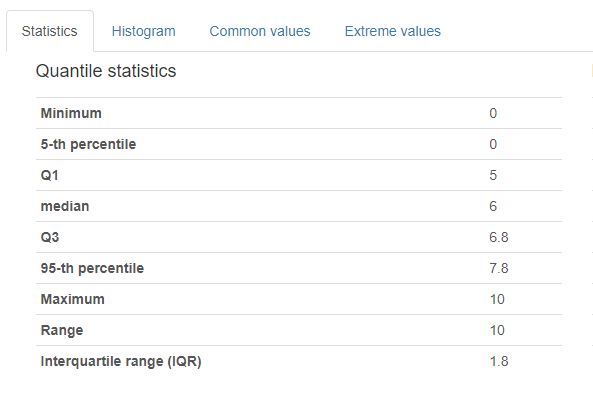 Statistics Histogram Common values Extreme values
Quantile statistics
Minimum 0
5-th percentile 0
Q1 5
median 6
Q3 6.8
95-th percentile 7.8
Maximum 10
Range 10
Interquartile range (IQR) 1.8